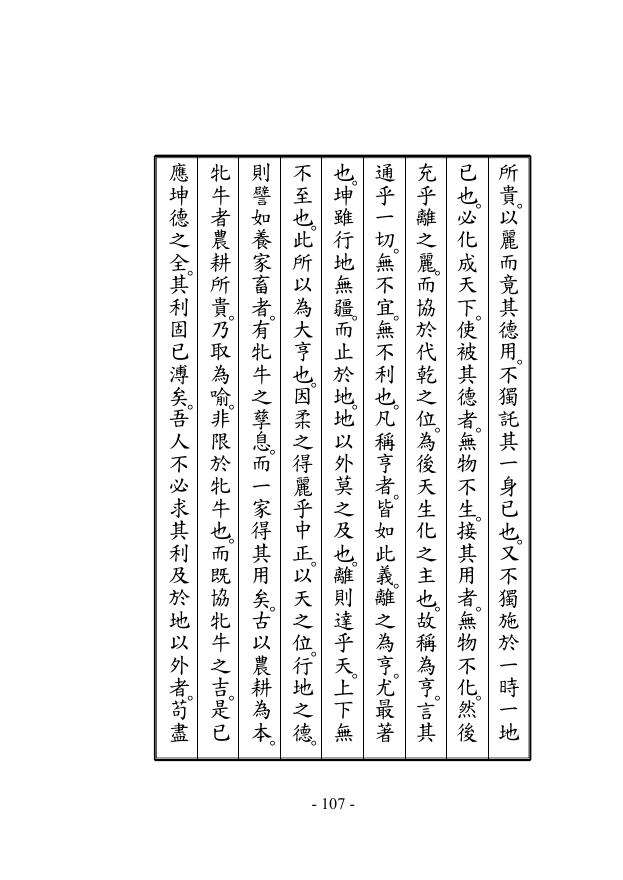 所貴。以麗而竟其德用。不獨託其一身已也。又不獨施於一時一地
已也。必化成天下。使被其德者。無物不生。接其用者。無物不化。然後
充乎離之麗。而協於代乾之位。為後天生化之主也。故稱為亨。言其
通乎一切。無不宜。無不利也。凡稱亨者。皆如此義。離之為亨。尤最著
也。坤雖行地無疆。而止於地。地以外莫之及也。離則達乎天。上下無
不至也。此所以為大亨也。因柔之得麗乎中正。以天之位。行地之德。
則譬如養家畜者。有牝牛之孳息。而一家得其用矣。古以農耕為本。
牝牛者農耕所貴。乃取為喻。非限於牝牛也。而既協牝牛之吉。是已
應坤德之全。其利固已溥矣。吾人不必求其利及於地以外者。苟盡
- 107 -